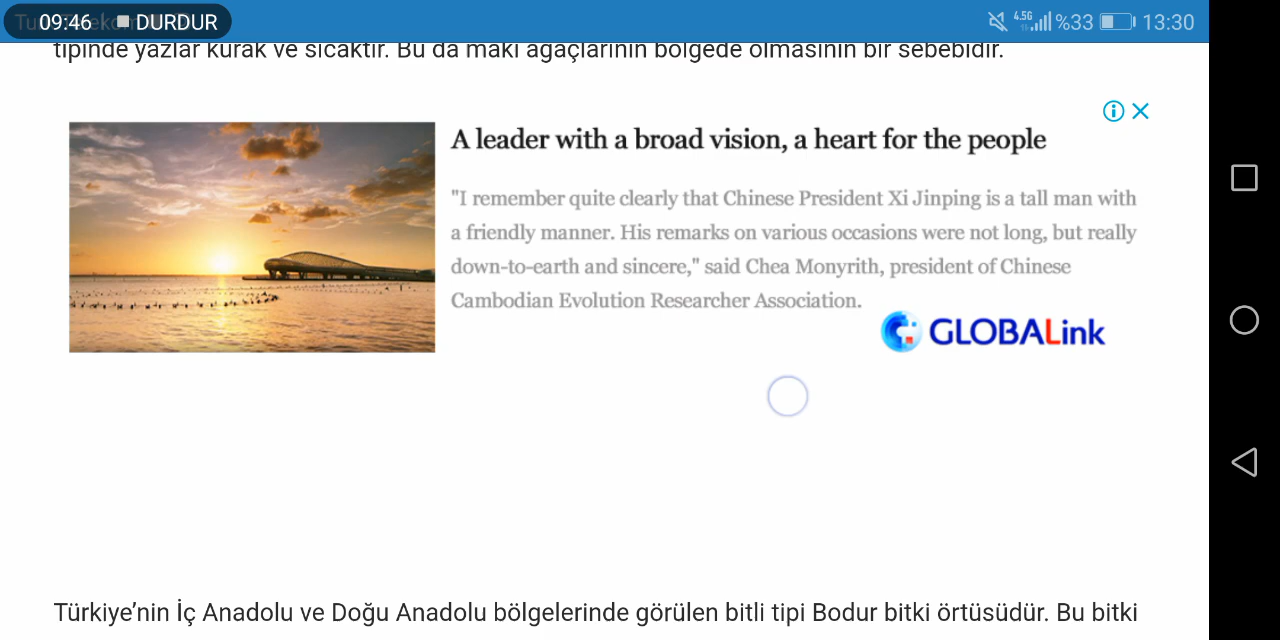 09:46 DURDUR
4.5G %33 13:30
tipinde yazlar kurak ve sıcaktır. Bu da maki ağaçlarının bölgede olmasının bir sebebidir.
A leader with a broad vision, a heart for the people
"I remember quite clearly that Chinese President Xi Jinping is a tall man with
a friendly manner. His remarks on various occasions were not long, but really
down-to-earth and sincere," said Chea Monyrith, president of Chinese
Cambodian Evolution Researcher Association.
GLOBALink
Türkiye’nin İç Anadolu ve Doğu Anadolu bölgelerinde görülen bitli tipi Bodur bitki örtüsüdür. Bu bitki